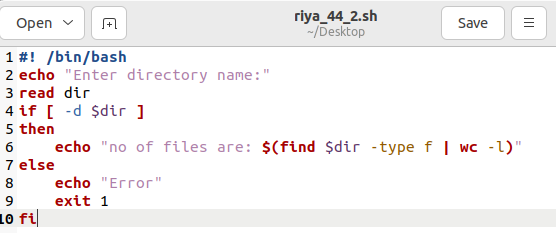 Open
riya_44_2.sh
~/Desktop
Save
1 #! /bin/bash
2 echo "Enter directory name:"
3 read dir
4 if [ -d $dir ]
5 then
6     echo "no of files are: $(find $dir -type f | wc -l)"
7 else
8     echo "Error"
9     exit 1
10 fi